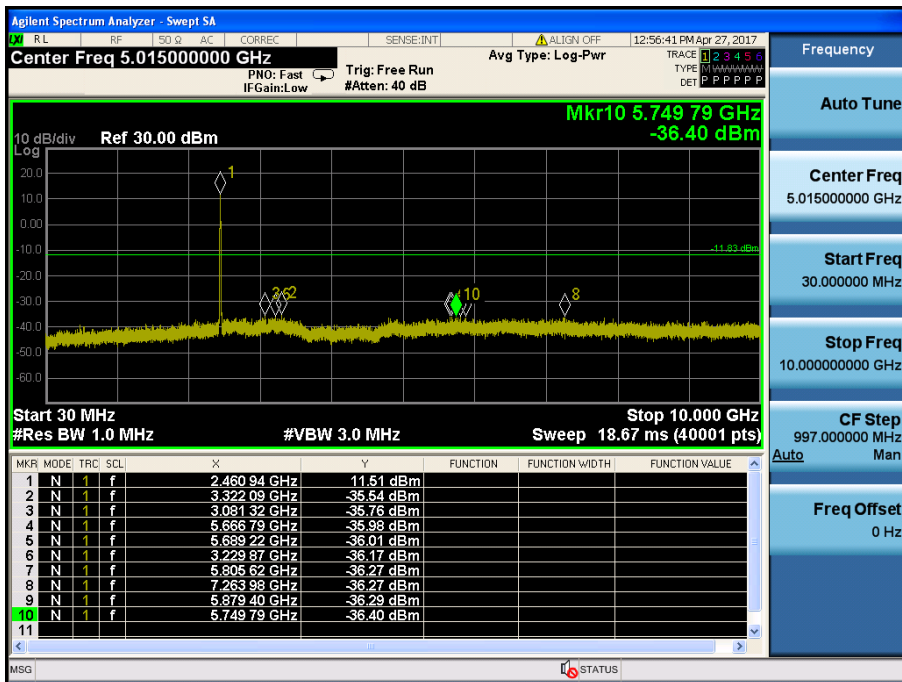 Agilent Spectrum Analyzer - Swept SA
LXI RL RF 50 Ω AC CORREC SENSE:INT ALIGN OFF 12:56:41 PM Apr 27, 2017
Center Freq 5.015000000 GHz
PNO: Fast
IFGain:Low
Trig: Free Run
#Atten: 40 dB
Avg Type: Log-Pwr
TRACE 1 2 3 4 5 6
TYPE MWWWWW
DET P P P P P P
Mkr10 5.749 79 GHz
-36.40 dBm
10 dB/div Ref 30.00 dBm
Log
20.0
10.0
0.00
-10.0
-20.0
-30.0
-40.0
-50.0
-60.0
1
-11.83 dBm
2
10
8
Start 30 MHz
Stop 10.000 GHz
#Res BW 1.0 MHz #VBW 3.0 MHz Sweep 18.67 ms (40001 pts)
MKR MODE TRC SCL X Y FUNCTION FUNCTION WIDTH FUNCTION VALUE
1 N 1 f 2.460 94 GHz 11.51 dBm
2 N 1 f 3.322 09 GHz -35.54 dBm
3 N 1 f 3.081 32 GHz -35.76 dBm
4 N 1 f 5.666 79 GHz -35.98 dBm
5 N 1 f 5.689 22 GHz -36.01 dBm
6 N 1 f 3.229 87 GHz -36.17 dBm
7 N 1 f 5.805 62 GHz -36.27 dBm
8 N 1 f 7.263 98 GHz -36.27 dBm
9 N 1 f 5.879 40 GHz -36.29 dBm
10 N 1 f 5.749 79 GHz -36.40 dBm
11
MSG STATUS
Frequency
Auto Tune
Center Freq
5.015000000 GHz
Start Freq
30.000000 MHz
Stop Freq
10.000000000 GHz
CF Step
997.000000 MHz
Auto Man
Freq Offset
0 Hz